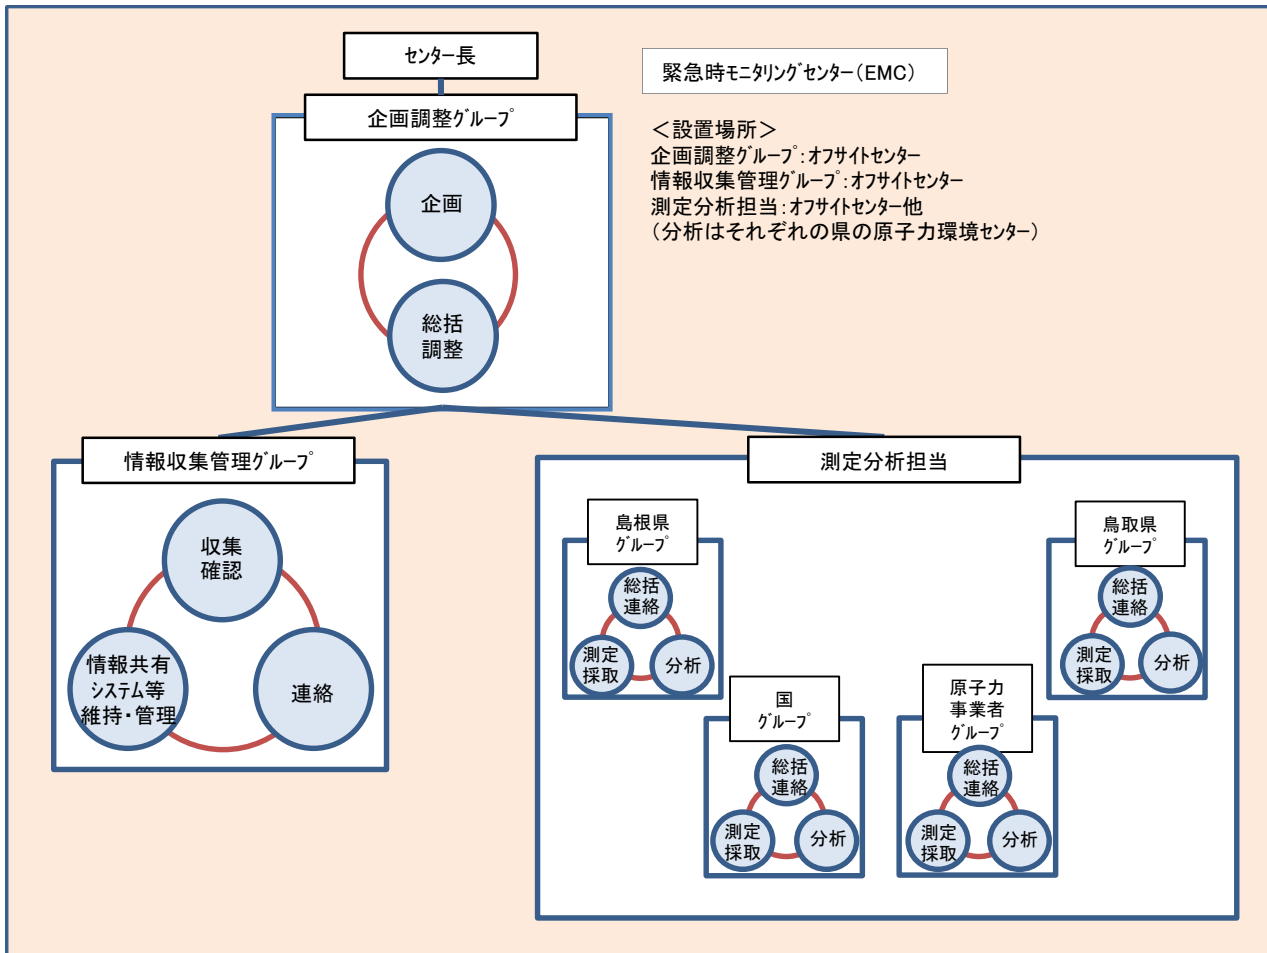 センター長
緊急時ﾓﾆﾀﾘﾝｸﾞｾﾝﾀｰ（EMC）
企画調整ｸﾞﾙｰﾌﾟ
＜設置場所＞
企画調整ｸﾞﾙｰﾌﾟ：ｵﾌｻｲﾄｾﾝﾀｰ
情報収集管理ｸﾞﾙｰﾌﾟ：ｵﾌｻｲﾄｾﾝﾀｰ
測定分析担当：ｵﾌｻｲﾄｾﾝﾀｰ他
（分析はそれぞれの県の原子力環境ｾﾝﾀｰ）
企画
総括
調整
情報収集管理ｸﾞﾙｰﾌﾟ
収集
確認
情報共有
ｼｽﾃﾑ等
維持・管理
連絡
測定分析担当
島根県
ｸﾞﾙｰﾌﾟ
総括
連絡
測定
採取
分析
鳥取県
ｸﾞﾙｰﾌﾟ
総括
連絡
測定
採取
分析
国
ｸﾞﾙｰﾌﾟ
総括
連絡
測定
採取
分析
原子力
事業者
ｸﾞﾙｰﾌﾟ
総括
連絡
測定
採取
分析